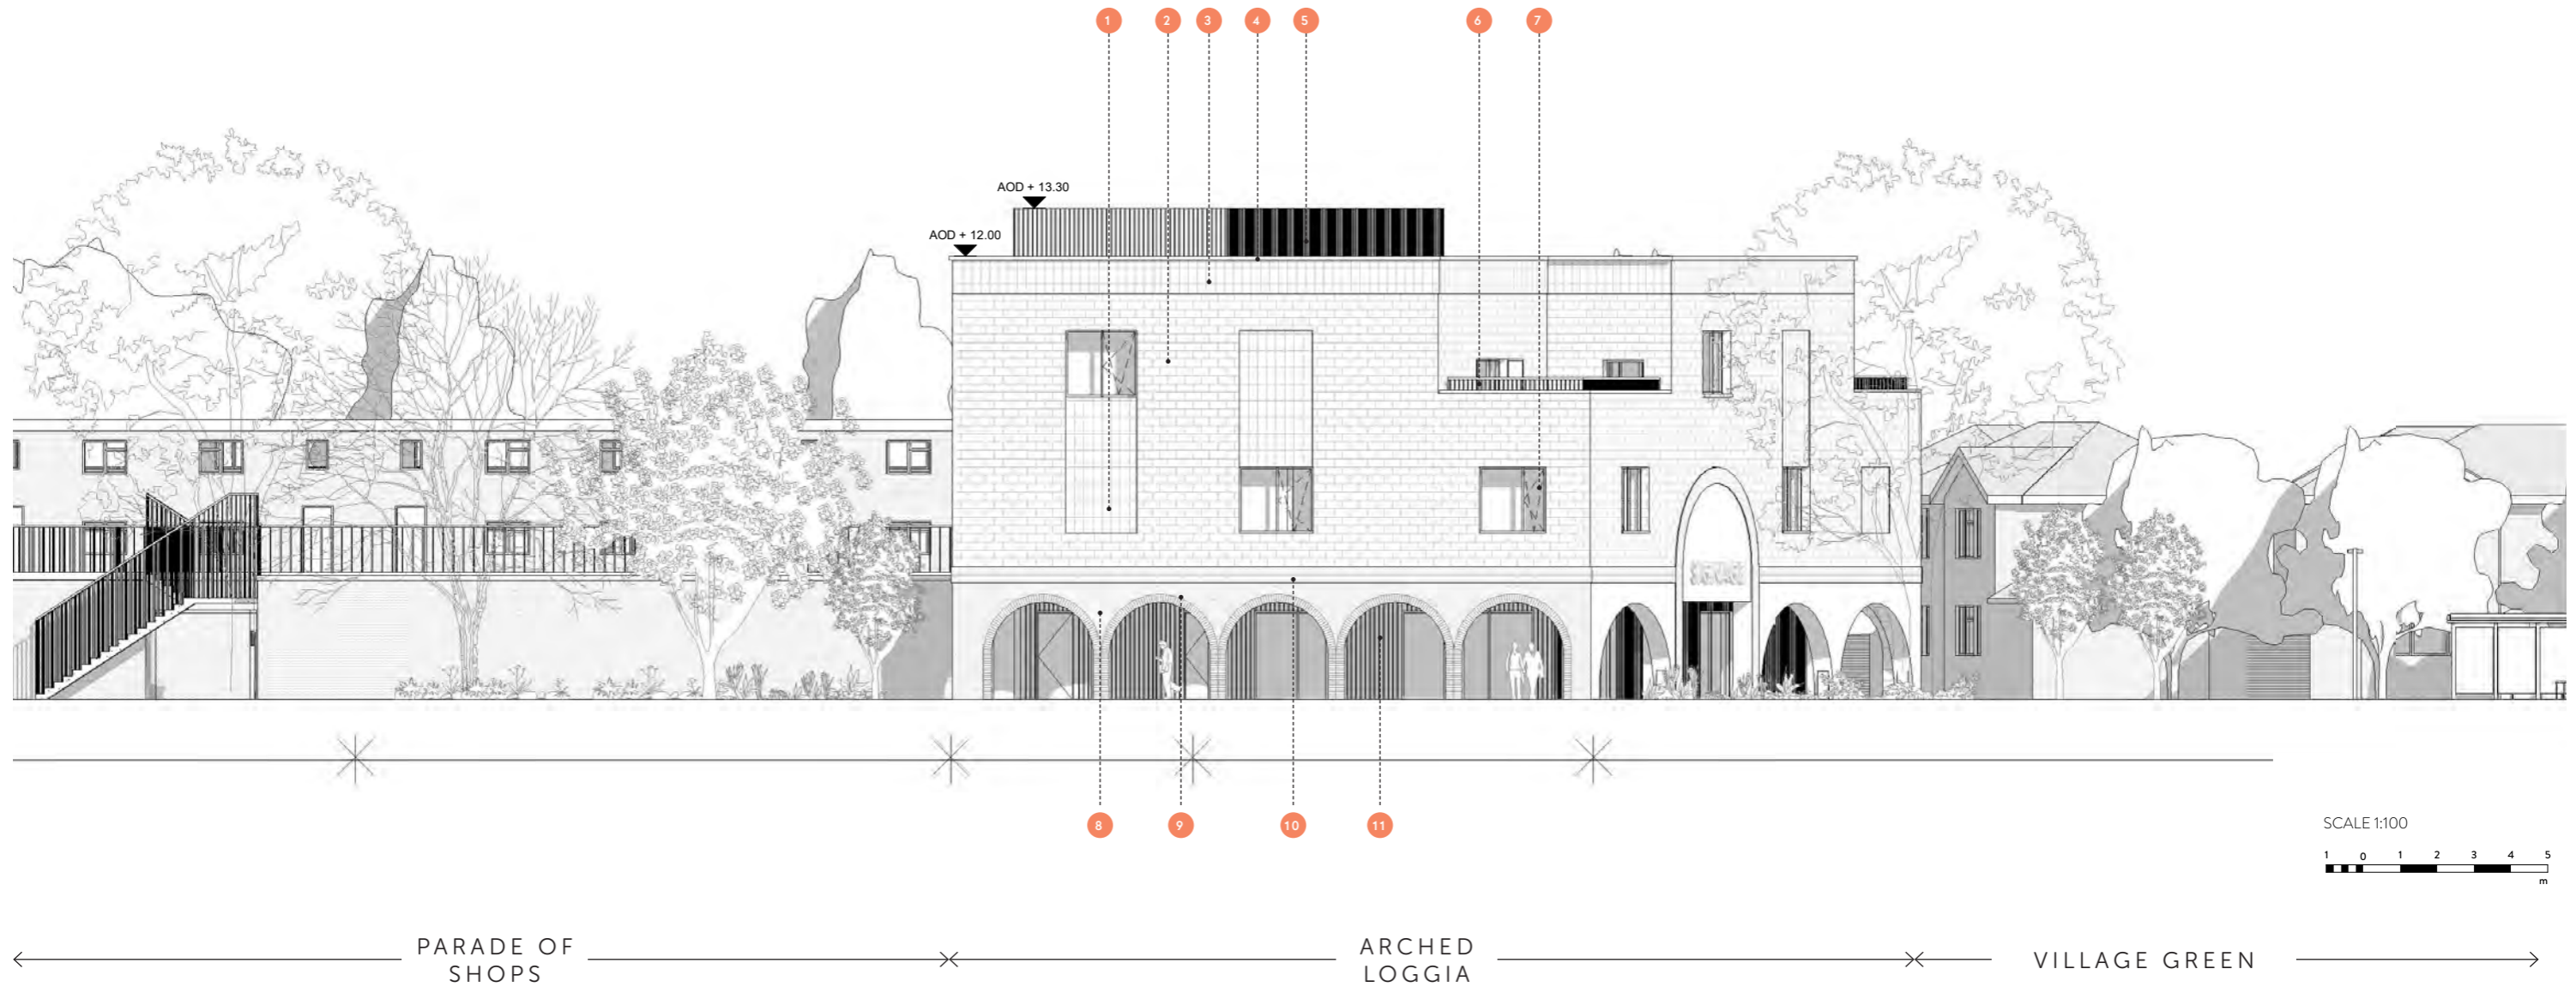 1 2 3 4 5 6 7
AOD + 13.30
AOD + 12.00
SIGNAGE
8 9 10 11
SCALE 1:100
1 0 1 2 3 4 5
m
PARADE OF
SHOPS
ARCHED
LOGGIA
VILLAGE GREEN